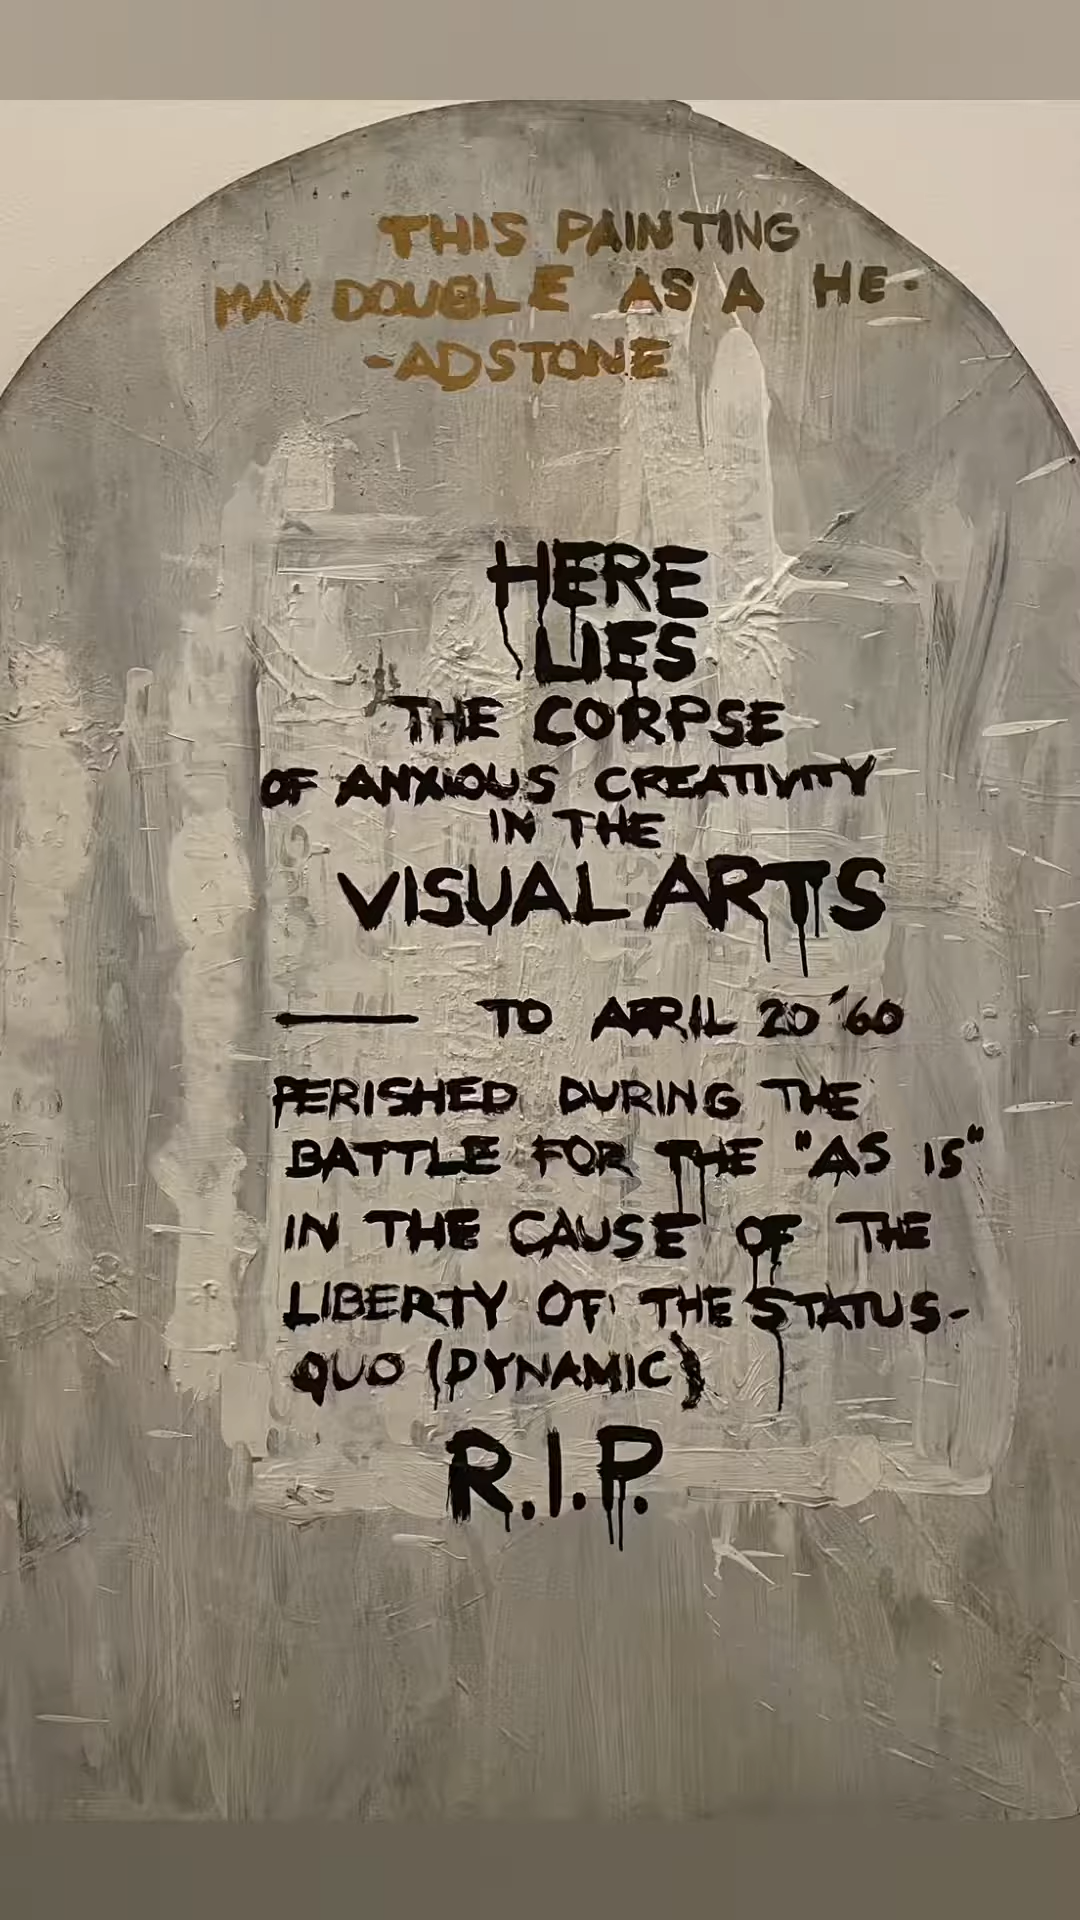 THIS PAINTING
MAY DOUBLE AS A HE-
-ADSTONE
HERE
LIES
THE CORPSE
OF ANXIOUS CREATIVITY
IN THE
VISUAL ARTS
—— TO APRIL 20 '60
PERISHED DURING THE
BATTLE FOR THE "AS IS"
IN THE CAUSE OF THE
LIBERTY OF THE STATUS-
QUO (DYNAMIC)
R.I.P.